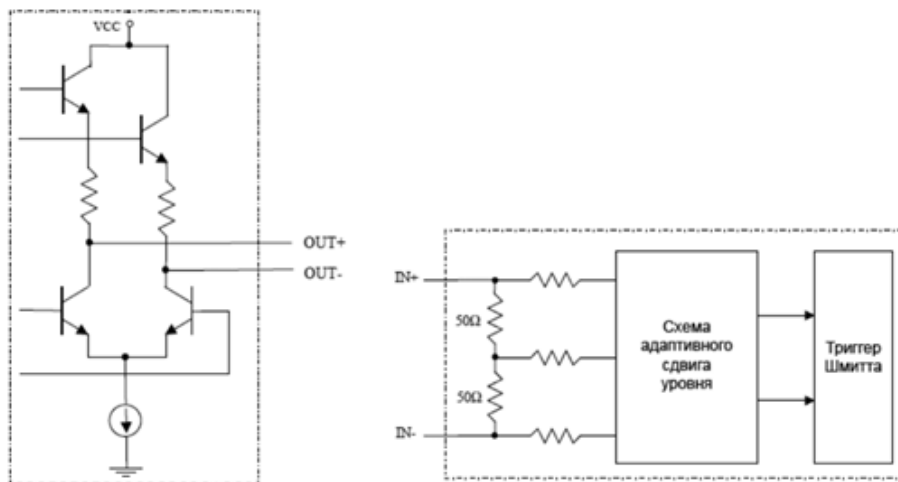 VCC
OUT+
OUT-
IN+
50Ω
50Ω
IN-
Схема
адаптивного
сдвига
уровня
Триггер
Шмитта